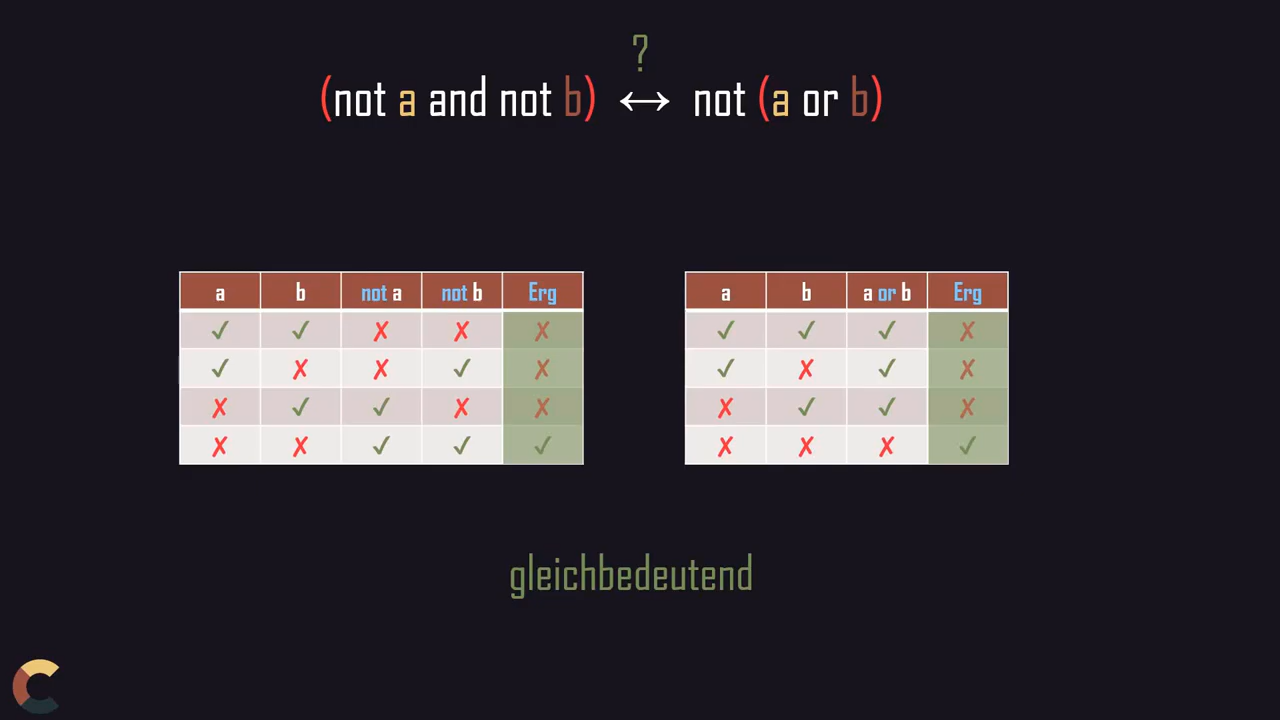 ?
(not a and not b) ↔ not (a or b)
a b not a not b Erg
✓ ✓ ✗ ✗ ✗
✓ ✗ ✗ ✓ ✗
✗ ✓ ✓ ✗ ✗
✗ ✗ ✓ ✓ ✓
a b a or b Erg
✓ ✓ ✓ ✗
✓ ✗ ✓ ✗
✗ ✓ ✓ ✗
✗ ✗ ✗ ✓
gleichbedeutend